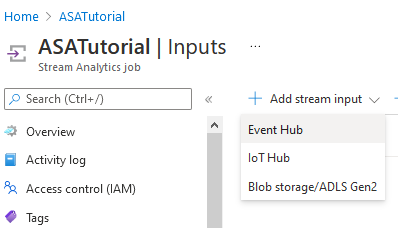 Home > ASATutorial
ASATutorial | Inputs ...
Stream Analytics job
Search (Ctrl+/)
«
+ Add stream input
Event Hub
IoT Hub
Blob storage/ADLS Gen2
Overview
Activity log
Access control (IAM)
Tags